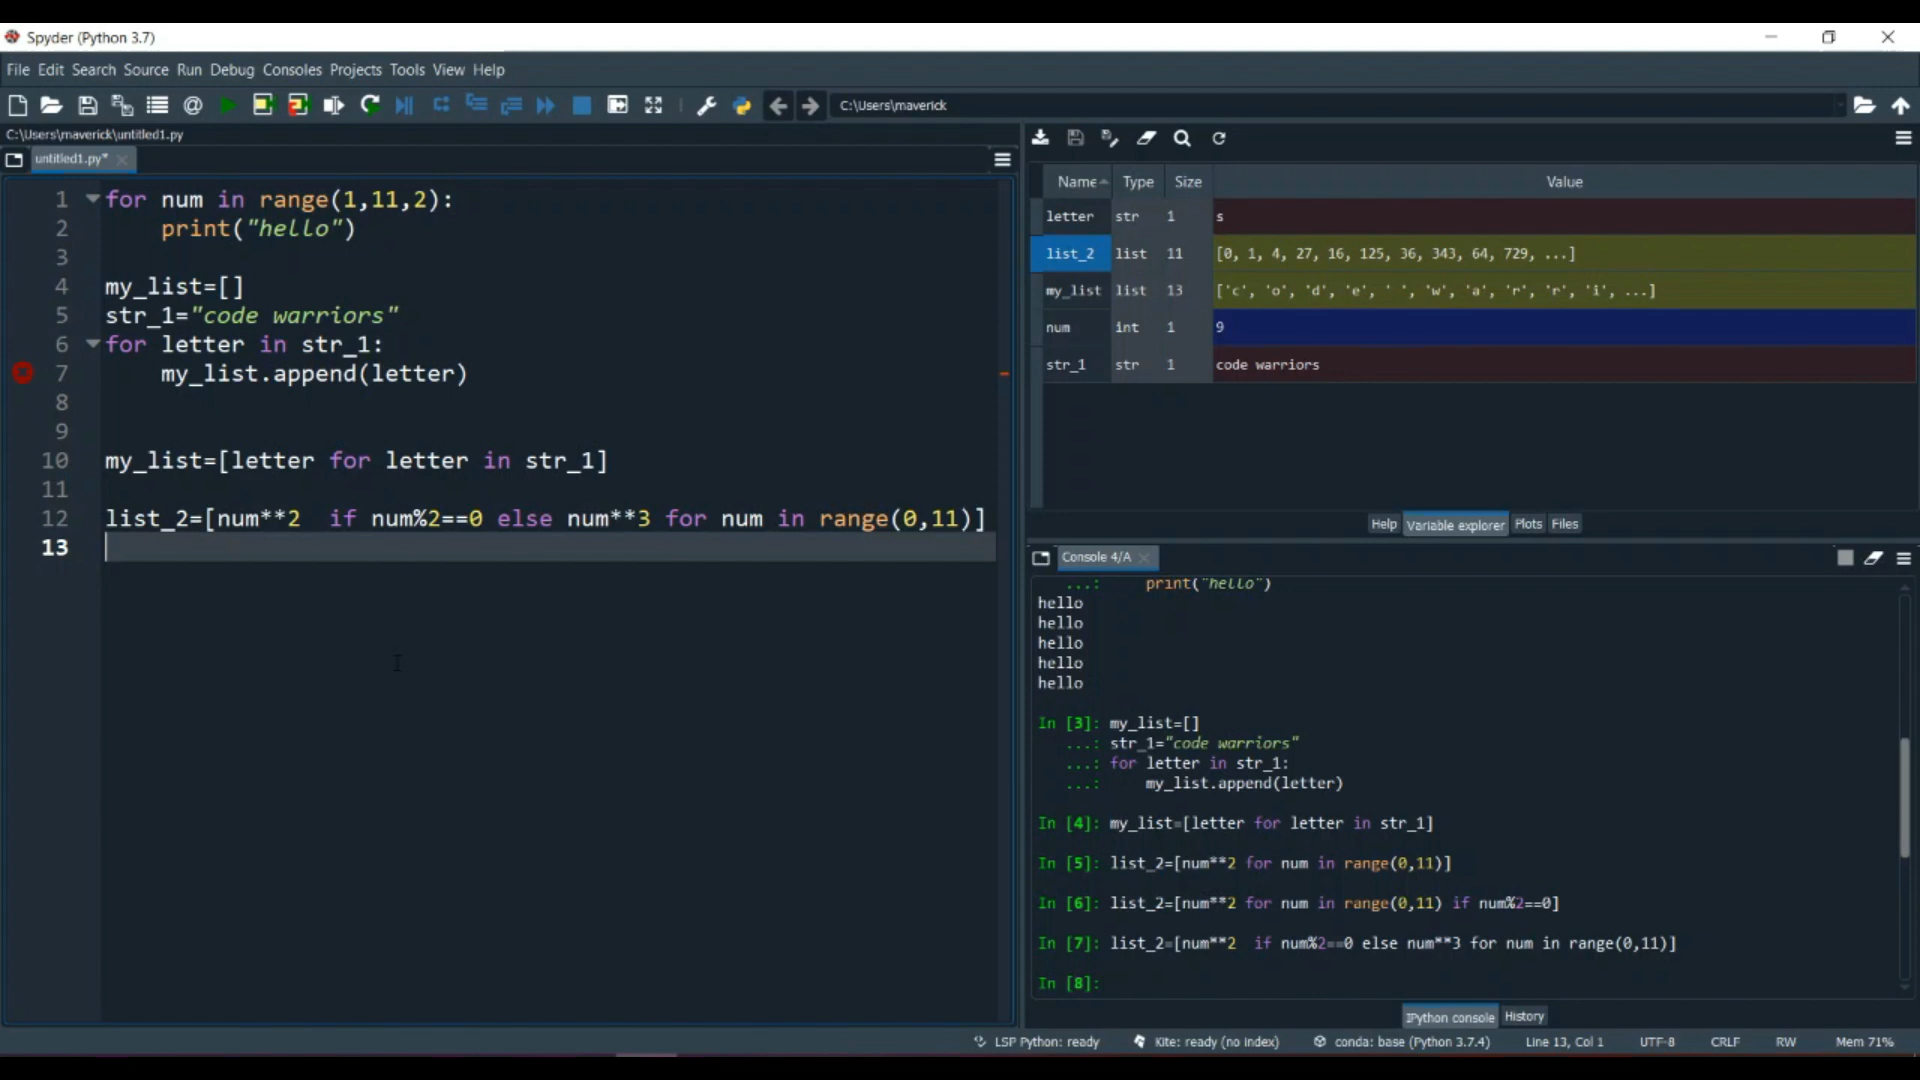 Spyder (Python 3.7)
File Edit Search Source Run Debug Consoles Projects Tools View Help
C:\Users\maverick
C:\Users\maverick\untitled1.py
untitled1.py*
1 for num in range(1,11,2):
2     print("hello")
3
4 my_list=[]
5 str_1="code warriors"
6 for letter in str_1:
7     my_list.append(letter)
8
9
10 my_list=[letter for letter in str_1]
11
12 list_2=[num**2  if num%2==0 else num**3 for num in range(0,11)]
13
Name Type Size Value
letter str 1 s
list_2 list 11 [0, 1, 4, 27, 16, 125, 36, 343, 64, 729, ...]
my_list list 13 ['c', 'o', 'd', 'e', ' ', 'w', 'a', 'r', 'r', 'i', ...]
num int 1 9
str_1 str 1 code warriors
Help Variable explorer Plots Files
Console 4/A
...:     print("hello")
hello
hello
hello
hello
hello
In [3]: my_list=[]
...: str_1="code warriors"
...: for letter in str_1:
...:     my_list.append(letter)
In [4]: my_list=[letter for letter in str_1]
In [5]: list_2=[num**2 for num in range(0,11)]
In [6]: list_2=[num**2 for num in range(0,11) if num%2==0]
In [7]: list_2=[num**2  if num%2==0 else num**3 for num in range(0,11)]
In [8]:
IPython console History
LSP Python: ready Kite: ready (no index) conda: base (Python 3.7.4) Line 13, Col 1 UTF-8 CRLF RW Mem 71%